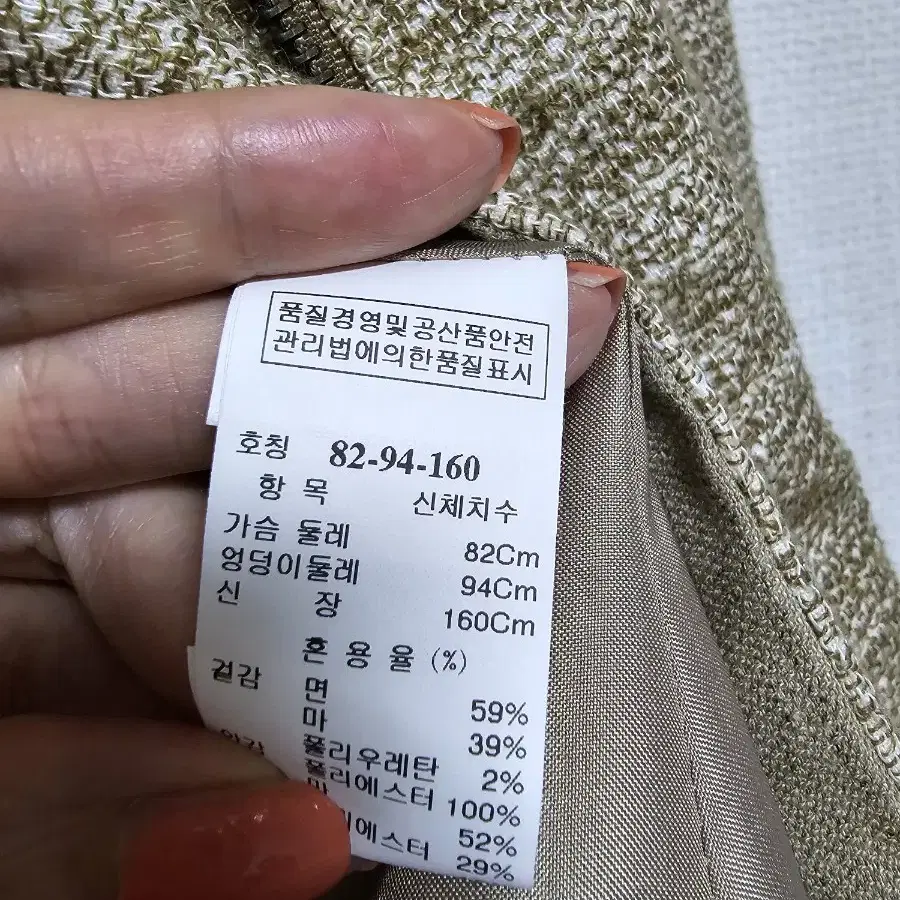 품질경영및공산품안전
관리법에의한품질표시
호칭 82-94-160
항 목 신체치수
가슴 둘레 82Cm
엉덩이둘레 94Cm
신 장 160Cm
혼 용 율 (%)
겉감 면 59%
마 39%
폴리우레탄 2%
폴리에스터 100%
52%
에스터 29%